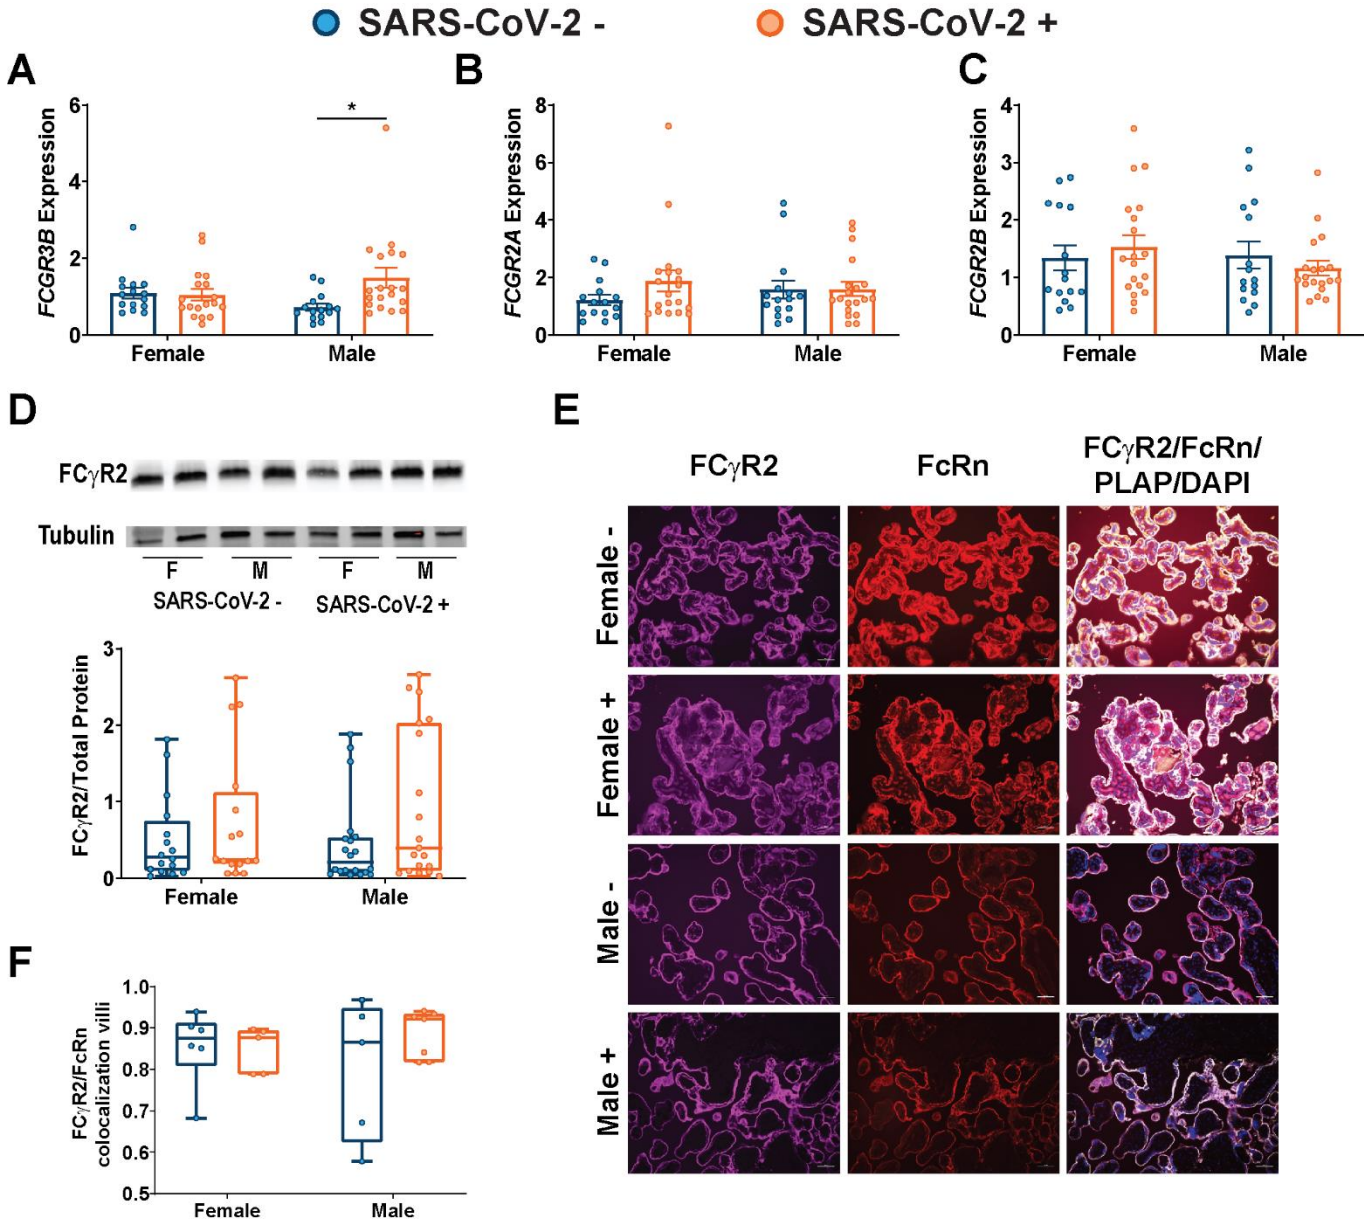 SARS-CoV-2 -
SARS-CoV-2 +
A
FCGR3B Expression
6
4
2
0
*
Female
Male
B
FCGR2A Expression
8
6
4
2
0
Female
Male
C
FCGR2B Expression
4
3
2
1
0
Female
Male
D
FCγR2
Tubulin
F
M
F
M
SARS-CoV-2 -
SARS-CoV-2 +
FCγR2/Total Protein
3
2
1
0
Female
Male
E
FCγR2
FcRn
FCγR2/FcRn/
PLAP/DAPI
Female -
Female +
Male -
Male +
F
FCγR2/FcRn
colocalization villi
1.0
0.9
0.8
0.7
0.6
0.5
Female
Male